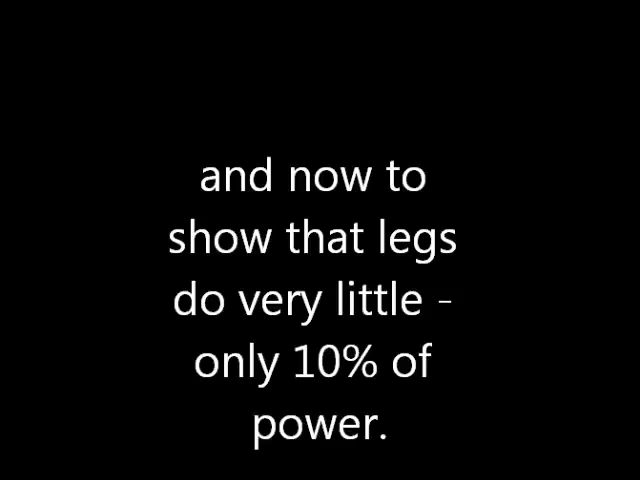 and now to
show that legs
do very little -
only 10% of
power.